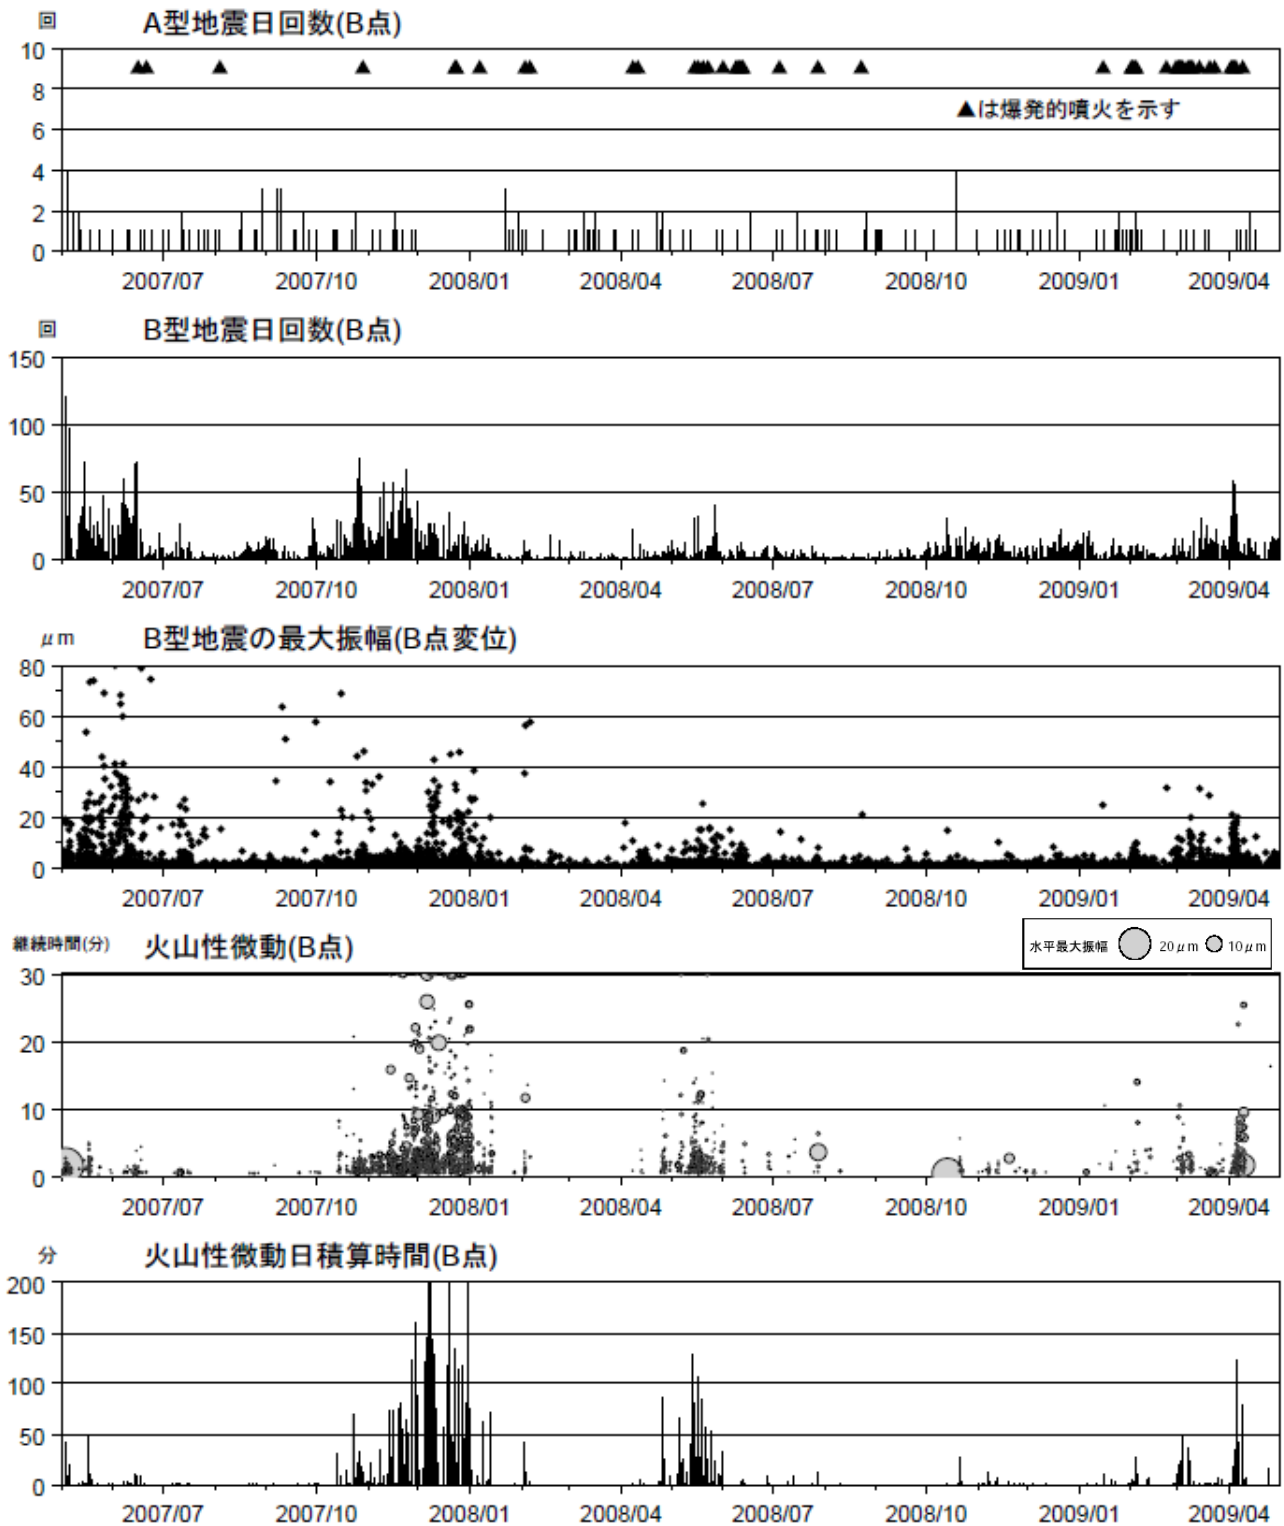 回 A型地震日回数(B点)
10
▲は爆発的噴火を示す
8
6
4
2
0
2007/07 2007/10 2008/01 2008/04 2008/07 2008/10 2009/01 2009/04
回 B型地震日回数(B点)
150
100
50
0
2007/07 2007/10 2008/01 2008/04 2008/07 2008/10 2009/01 2009/04
μm B型地震の最大振幅(B点変位)
80
60
40
20
0
2007/07 2007/10 2008/01 2008/04 2008/07 2008/10 2009/01 2009/04
継続時間(分) 火山性微動(B点)
水平最大振幅 20μm 10μm
30
20
10
0
2007/07 2007/10 2008/01 2008/04 2008/07 2008/10 2009/01 2009/04
分 火山性微動日積算時間(B点)
200
150
100
50
0
2007/07 2007/10 2008/01 2008/04 2008/07 2008/10 2009/01 2009/04